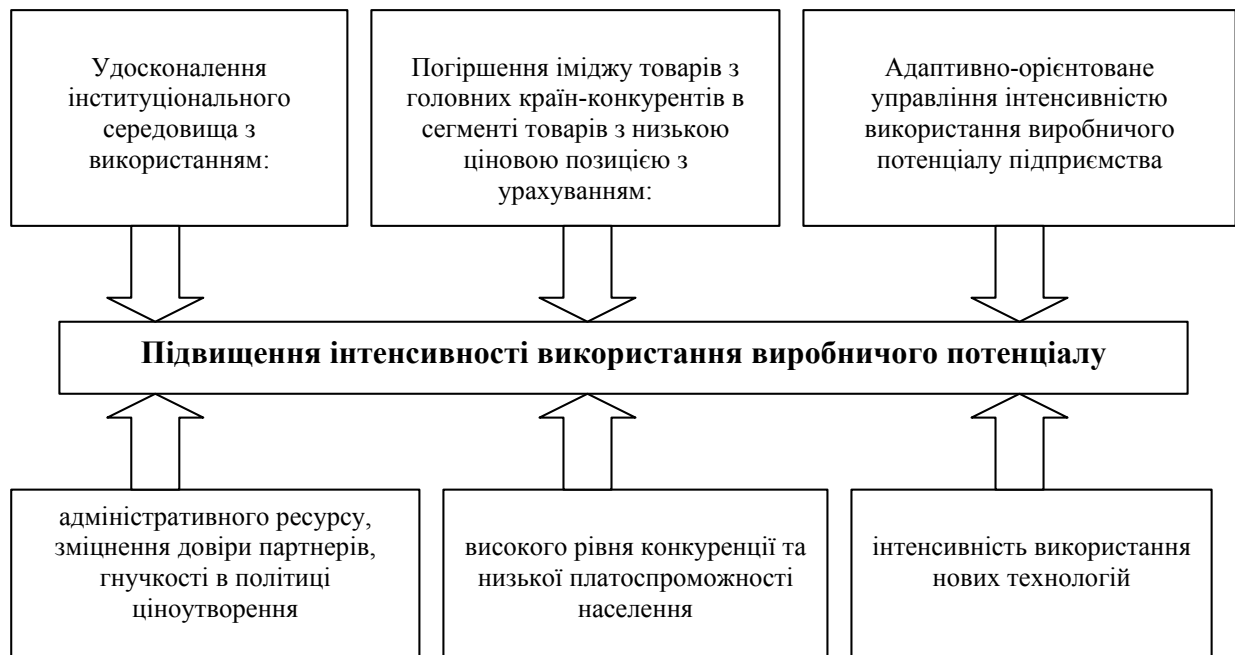 Удосконалення
інституціонального
середовища з
використанням:
Погіршення іміджу товарів з
головних країн-конкурентів в
сегменті товарів з низькою
ціновою позицією з
урахуванням:
Адаптивно-орієнтоване
управління інтенсивністю
використання виробничого
потенціалу підприємства
Підвищення інтенсивності використання виробничого потенціалу
адміністративного ресурсу,
зміцнення довіри партнерів,
гнучкості в політиці
ціноутворення
високого рівня конкуренції та
низької платоспроможності
населення
інтенсивність використання
нових технологій